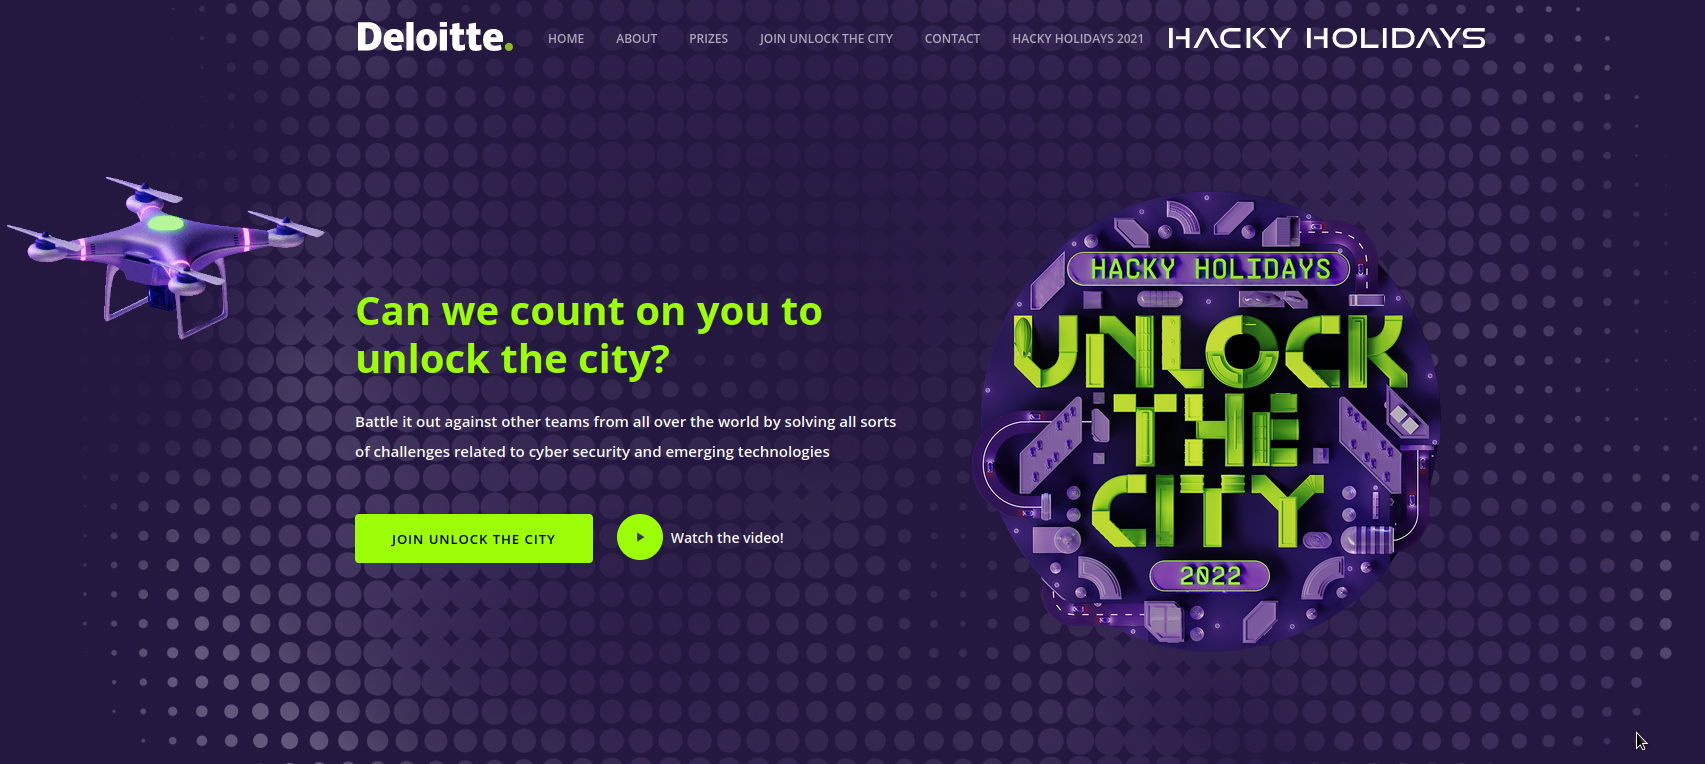 Deloitte.
HOME ABOUT PRIZES JOIN UNLOCK THE CITY CONTACT HACKY HOLIDAYS 2021
HACKY HOLIDAYS
Can we count on you to
unlock the city?
Battle it out against other teams from all over the world by solving all sorts
of challenges related to cyber security and emerging technologies
JOIN UNLOCK THE CITY
Watch the video!
HACKY HOLIDAYS
UNLOCK
THE
CITY
2022